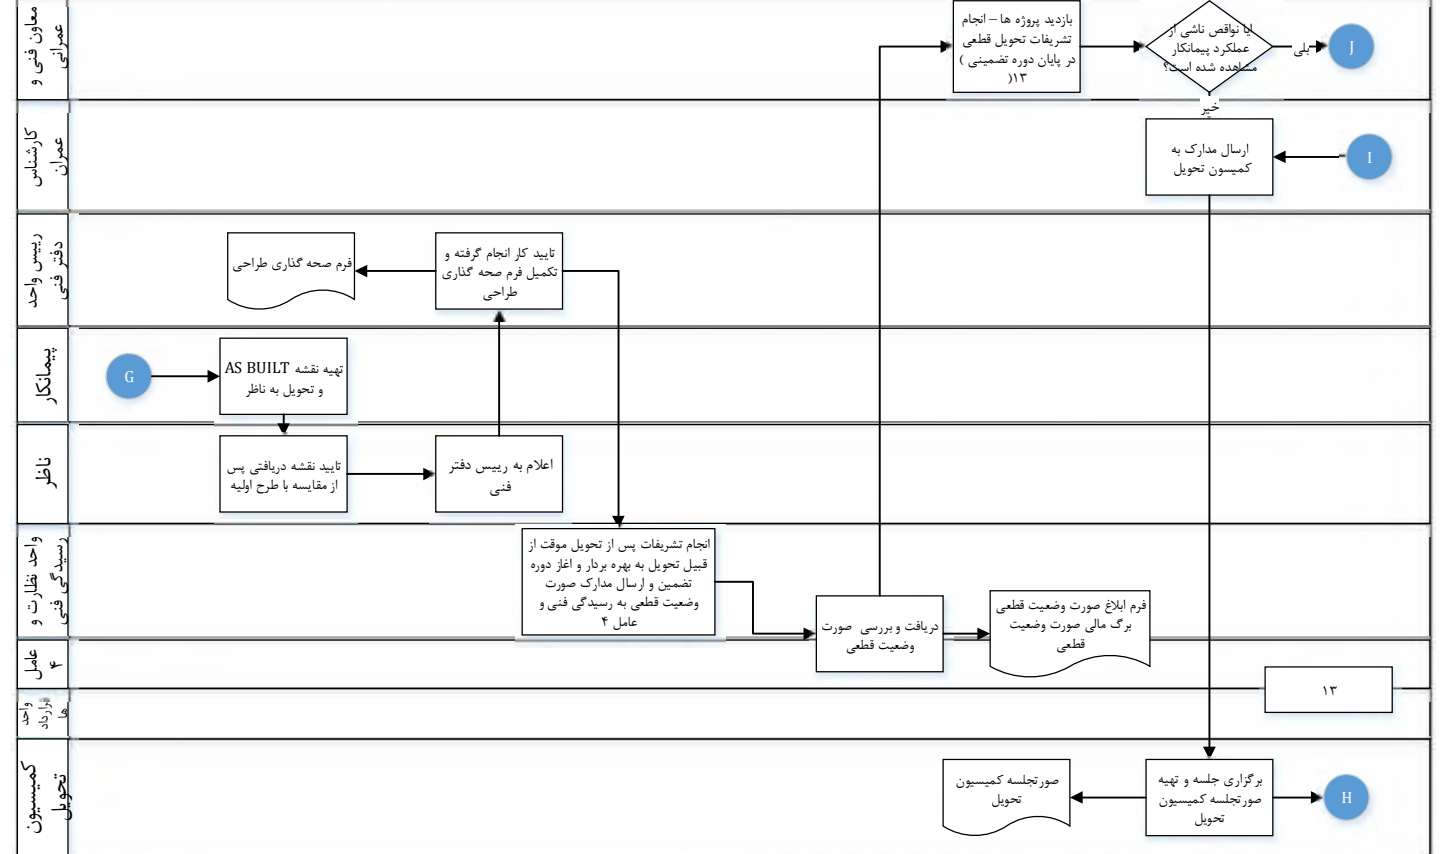 معاون فنی و
عمرانی
بازدید پروژه ها – انجام
تشریفات تحویل قطعی
در پایان دوره تضمینی (
۱۳)
ایا نواقص ناشی از
عملکرد پیمانکار
مشاهده شده است؟
بلی
J
خیر
کارشناس
عمران
ارسال مدارک به
کمیسون تحویل
I
رییس واحد
دفتر فنی
فرم صحه گذاری طراحی
تایید کار انجام گرفته و
تکمیل فرم صحه گذاری
طراحی
پیمانکار
G
تهیه نقشه AS BUILT
و تحویل به ناظر
ناظر
تایید نقشه دریافتی پس
از مقایسه با طرح اولیه
اعلام به رییس دفتر
فنی
واحد نظارت و
رسیدگی فنی
انجام تشریفات پس از تحویل موقت از
قبیل تحویل به بهره بردار و اغاز دوره
تضمین و ارسال مدارک صورت
وضعیت قطعی به رسیدگی فنی و
عامل ۴
دریافت و بررسی صورت
وضعیت قطعی
فرم ابلاغ صورت وضعیت قطعی
برگ مالی صورت وضعیت
قطعی
عامل
۴
۱۳
واحد
قرارداد
ها
کمیسیون
تحویل
صورتجلسه کمیسیون
تحویل
برگزاری جلسه و تهیه
صورتجلسه کمیسیون
تحویل
H